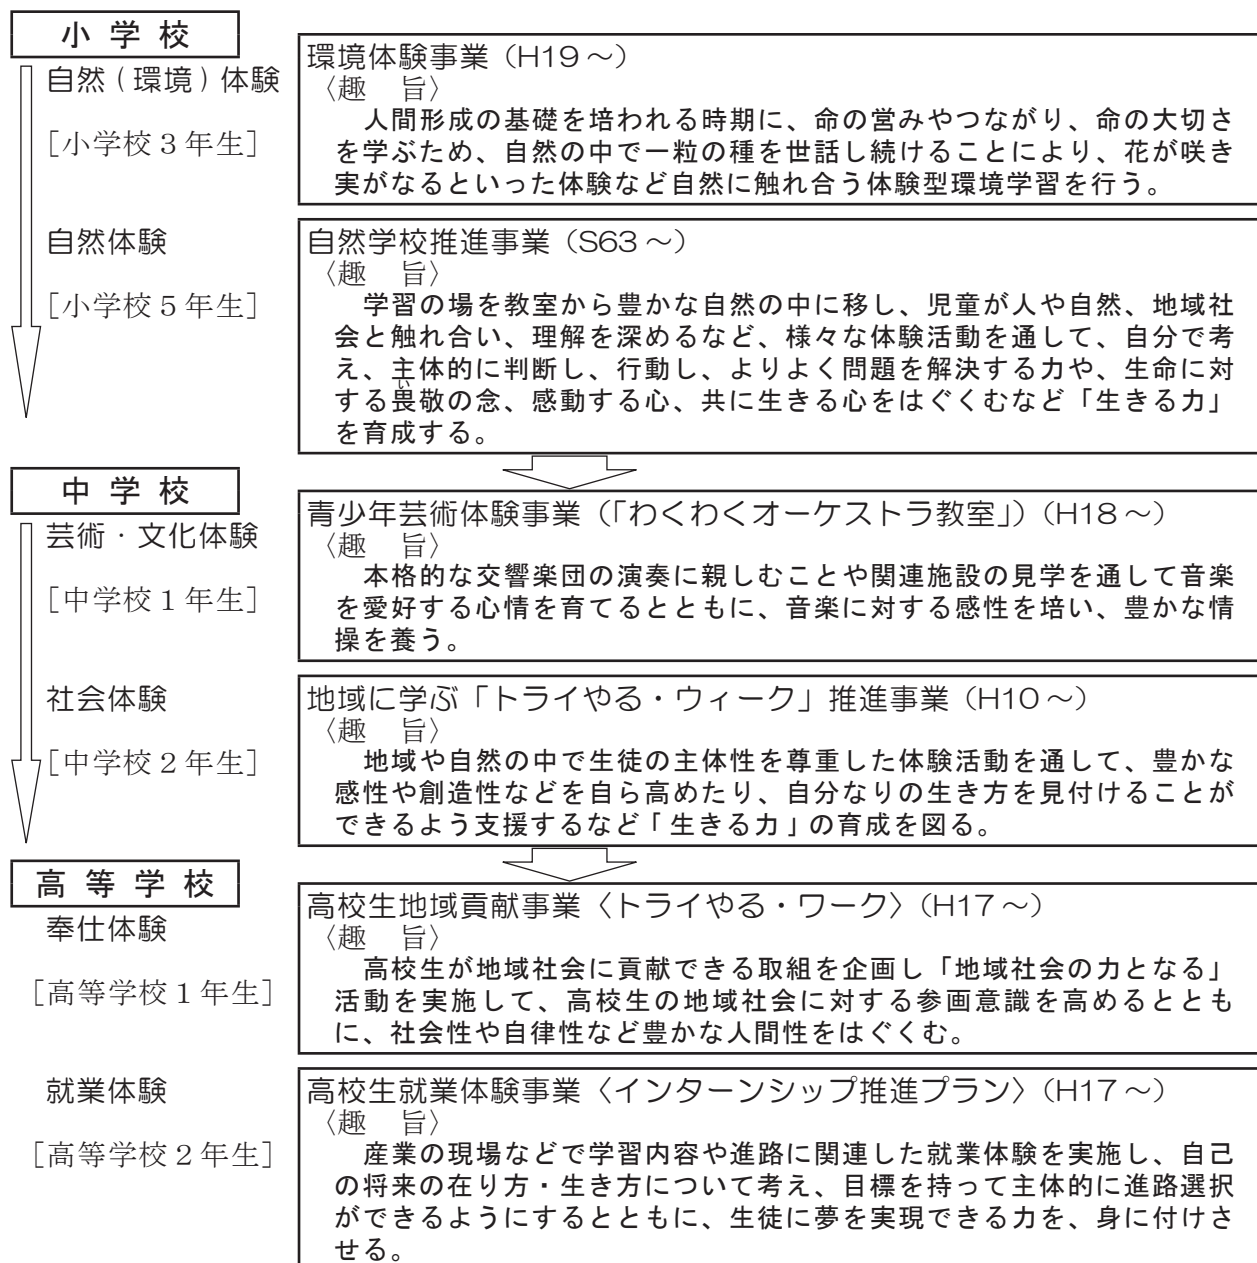 小学校
自然(環境)体験
[小学校3年生]
環境体験事業(H19~)
〈趣 旨〉
人間形成の基礎を培われる時期に、命の営みやつながり、命の大切さ
を学ぶため、自然の中で一粒の種を世話し続けることにより、花が咲き
実がなるといった体験など自然に触れ合う体験型環境学習を行う。
自然体験
[小学校5年生]
自然学校推進事業(S63~)
〈趣 旨〉
学習の場を教室から豊かな自然の中に移し、児童が人や自然、地域社
会と触れ合い、理解を深めるなど、様々な体験活動を通して、自分で考
え、主体的に判断し、行動し、よりよく問題を解決する力や、生命に対
い
する畏敬の念、感動する心、共に生きる心をはぐくむなど「生きる力」
を育成する。
中学校
芸術・文化体験
[中学校1年生]
青少年芸術体験事業(「わくわくオーケストラ教室」)(H18~)
〈趣 旨〉
本格的な交響楽団の演奏に親しむことや関連施設の見学を通して音楽
を愛好する心情を育てるとともに、音楽に対する感性を培い、豊かな情
操を養う。
社会体験
[中学校2年生]
地域に学ぶ「トライやる・ウィーク」推進事業(H10~)
〈趣 旨〉
地域や自然の中で生徒の主体性を尊重した体験活動を通して、豊かな
感性や創造性などを自ら高めたり、自分なりの生き方を見付けることが
できるよう支援するなど「生きる力」の育成を図る。
高等学校
奉仕体験
[高等学校1年生]
高校生地域貢献事業〈トライやる・ワーク〉(H17~)
〈趣 旨〉
高校生が地域社会に貢献できる取組を企画し「地域社会の力となる」
活動を実施して、高校生の地域社会に対する参画意識を高めるととも
に、社会性や自律性など豊かな人間性をはぐくむ。
就業体験
[高等学校2年生]
高校生就業体験事業〈インターンシップ推進プラン〉(H17~)
〈趣 旨〉
産業の現場などで学習内容や進路に関連した就業体験を実施し、自己
の将来の在り方・生き方について考え、目標を持って主体的に進路選択
ができるようにするとともに、生徒に夢を実現できる力を、身に付けさ
せる。